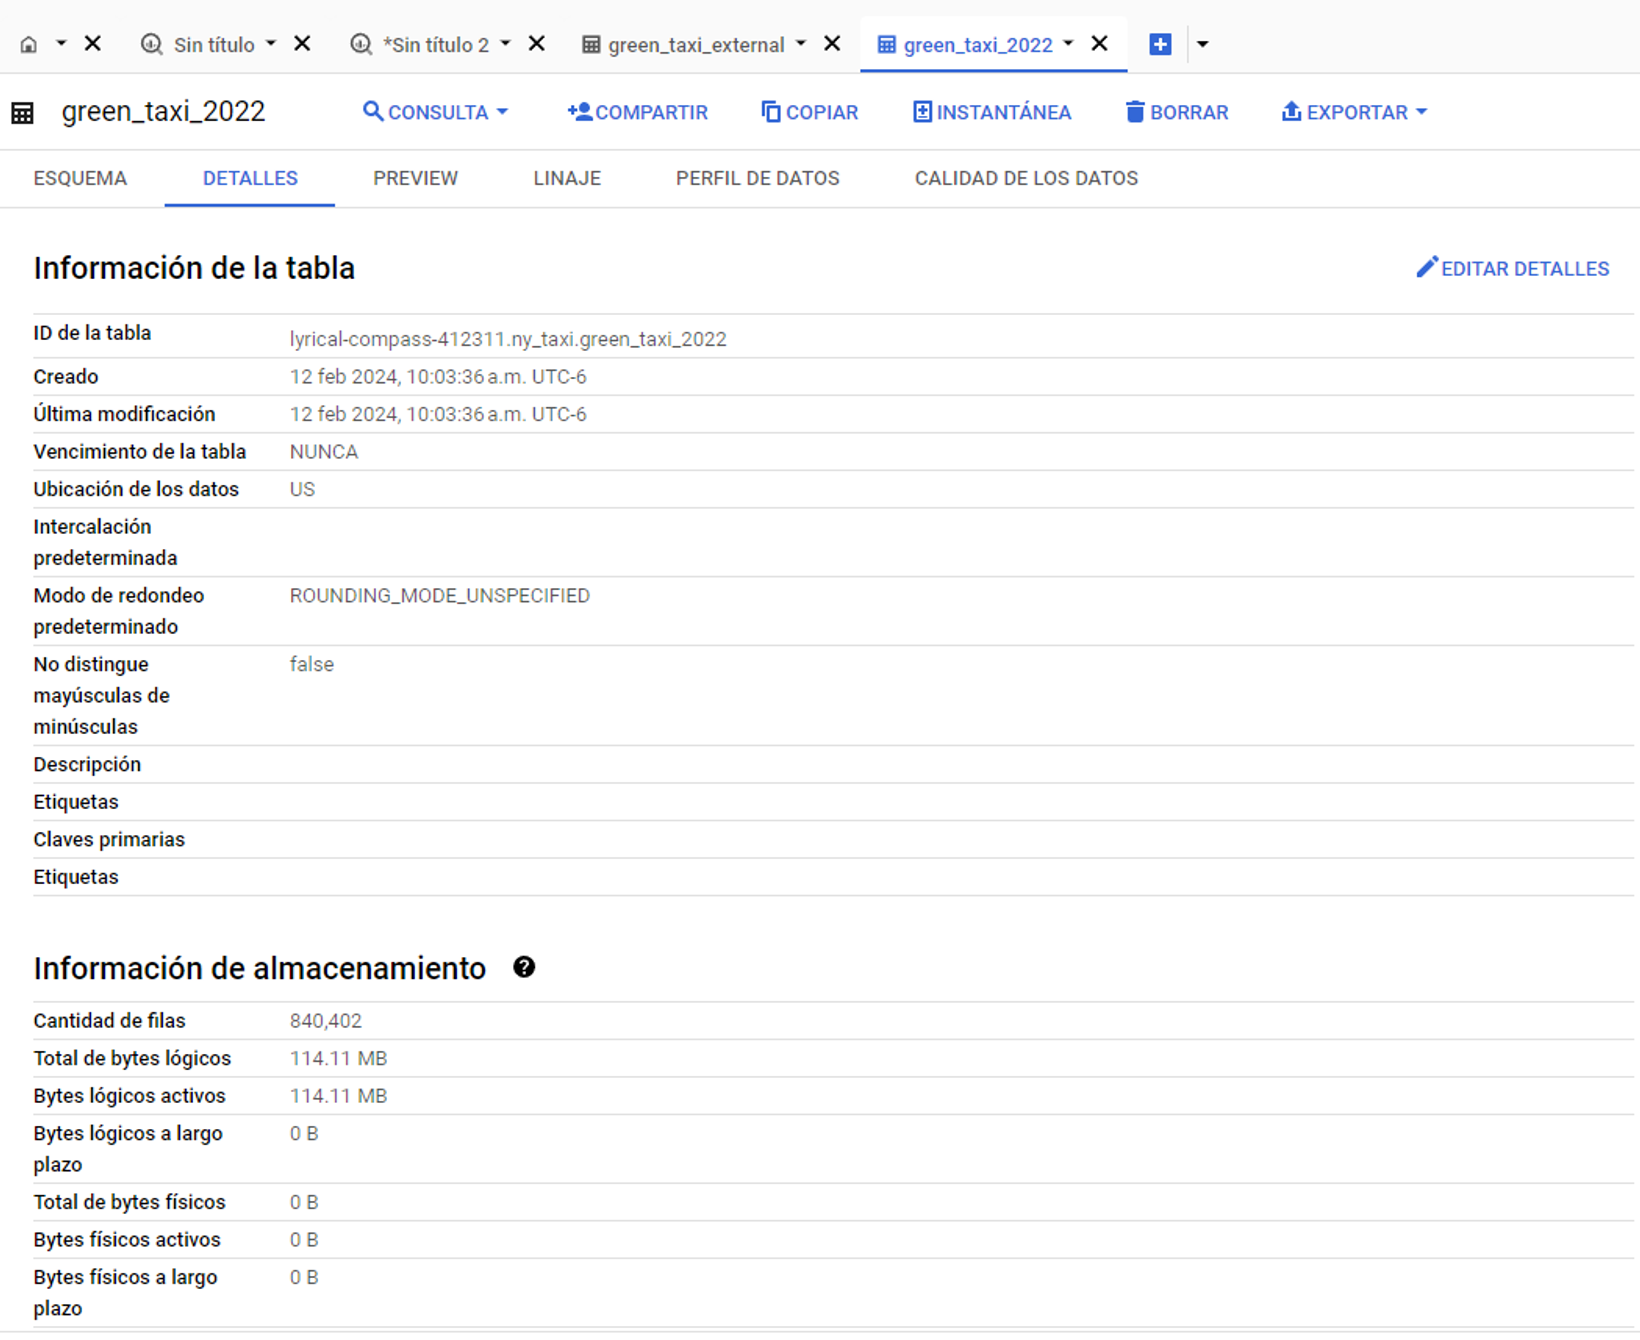 Sin título
*Sin título 2
green_taxi_external
green_taxi_2022
green_taxi_2022
CONSULTA
COMPARTIR
COPIAR
INSTANTÁNEA
BORRAR
EXPORTAR
ESQUEMA
DETALLES
PREVIEW
LINAJE
PERFIL DE DATOS
CALIDAD DE LOS DATOS
Información de la tabla
EDITAR DETALLES
ID de la tabla lyrical-compass-412311.ny_taxi.green_taxi_2022
Creado 12 feb 2024, 10:03:36 a.m. UTC-6
Última modificación 12 feb 2024, 10:03:36 a.m. UTC-6
Vencimiento de la tabla NUNCA
Ubicación de los datos US
Intercalación
predeterminada
Modo de redondeo ROUNDING_MODE_UNSPECIFIED
predeterminado
No distingue false
mayúsculas de
minúsculas
Descripción
Etiquetas
Claves primarias
Etiquetas
Información de almacenamiento ?
Cantidad de filas 840,402
Total de bytes lógicos 114.11 MB
Bytes lógicos activos 114.11 MB
Bytes lógicos a largo 0 B
plazo
Total de bytes físicos 0 B
Bytes físicos activos 0 B
Bytes físicos a largo 0 B
plazo